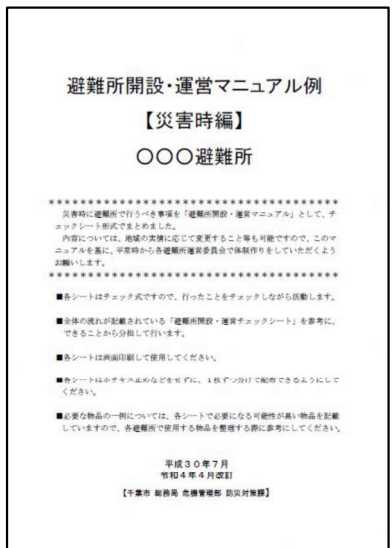 避難所開設・運営マニュアル例
【災害時編】
〇〇〇避難所
＊＊＊＊＊＊＊＊＊＊＊＊＊＊＊＊＊＊＊＊＊＊＊＊＊＊＊＊＊＊＊＊＊＊＊
災害時に避難所で行うべき事項を「避難所開設・運営マニュアル」として、チ
ェックシート形式でまとめました。
内容については、地域の実情に応じて変更すること等も可能ですので、このマ
ニュアルを基に、平常時から各避難所運営委員会で体制作りをしていただくよう
お願いします。
＊＊＊＊＊＊＊＊＊＊＊＊＊＊＊＊＊＊＊＊＊＊＊＊＊＊＊＊＊＊＊＊＊＊＊
■各シートはチェック式ですので、行ったことをチェックしながら活動します。
■全体の流れが記載されている「避難所開設・運営チェックシート」を参考に、
できることから分担して行います。
■各シートは両面印刷して使用してください。
■各シートはホチキス止めなどをせずに、１枚ずつ分けて配布できるようにして
ください。
■必要な物品の一例については、各シートで必要になる可能性が高い物品を記載
していますので、各避難所で使用する物品を整理する際に参考にしてください。
平成３０年７月
令和４年４月改訂
【千葉市 総務局 危機管理部 防災対策課】